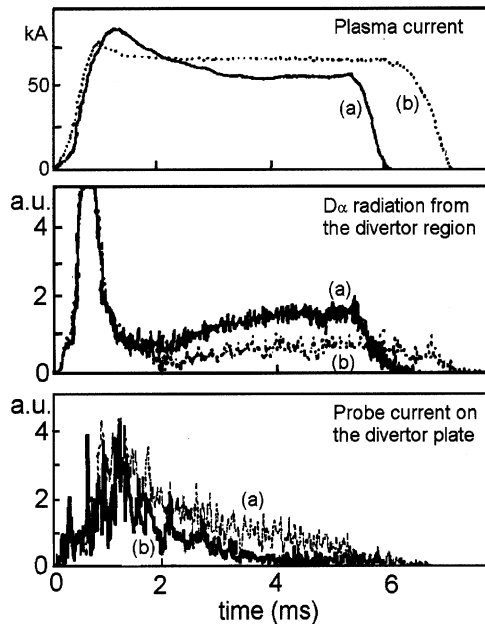 kA
Plasma current
50
(a)
(b)
0
a.u.
Dα radiation from
the divertor region
4
2
(a)
(b)
0
a.u.
Probe current on
the divertor plate
4
2
(a)
(b)
0
0 2 4 6
time (ms)